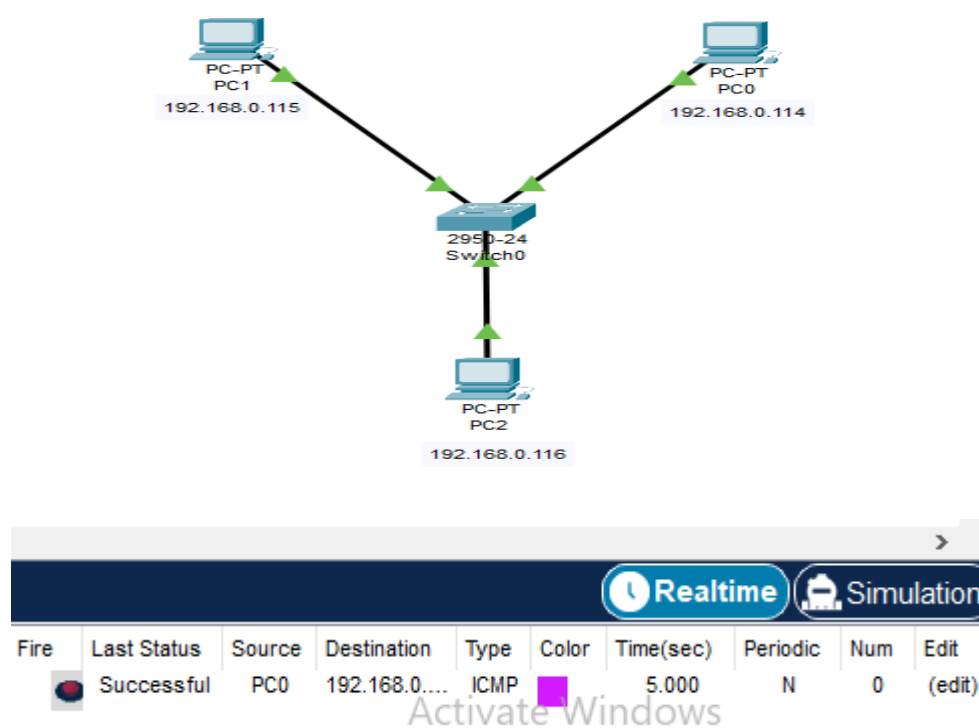 PC-PT
PC1
192.168.0.115
PC-PT
PC0
192.168.0.114
2950-24
Switch0
PC-PT
PC2
192.168.0.116
Realtime Simulation
Fire Last Status Source Destination Type Color Time(sec) Periodic Num Edit
Successful PC0 192.168.0.... ICMP 5.000 N 0 (edit)
Activate Windows